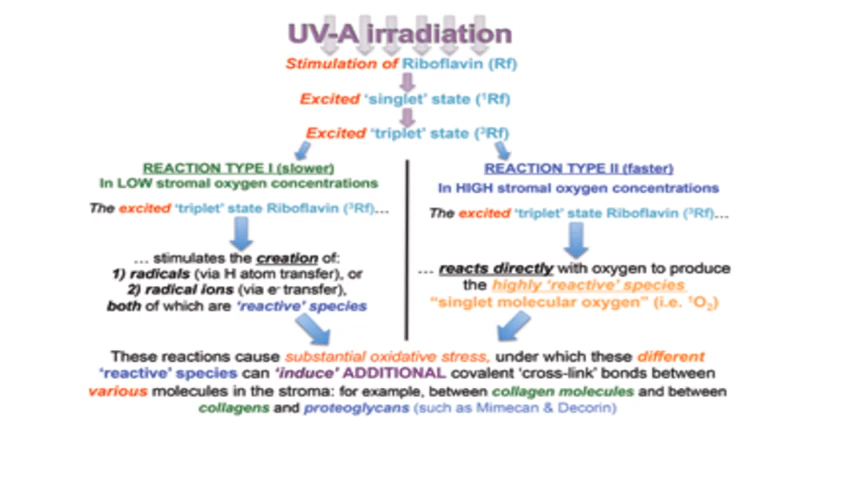 UV-A irradiation
Stimulation of Riboflavin (Rf)
Excited 'singlet' state (¹Rf)
Excited 'triplet' state (³Rf)
REACTION TYPE I (slower)
In LOW stromal oxygen concentrations
The excited 'triplet' state Riboflavin (³Rf)...
... stimulates the creation of:
1) radicals (via H atom transfer), or
2) radical ions (via e⁻ transfer),
both of which are 'reactive' species
REACTION TYPE II (faster)
In HIGH stromal oxygen concentrations
The excited 'triplet' state Riboflavin (³Rf)...
... reacts directly with oxygen to produce
the highly 'reactive' species
"singlet molecular oxygen" (i.e. ¹O₂)
These reactions cause substantial oxidative stress, under which these different
'reactive' species can 'induce' ADDITIONAL covalent 'cross-link' bonds between
various molecules in the stroma: for example, between collagen molecules and between
collagens and proteoglycans (such as Mimecan & Decorin)